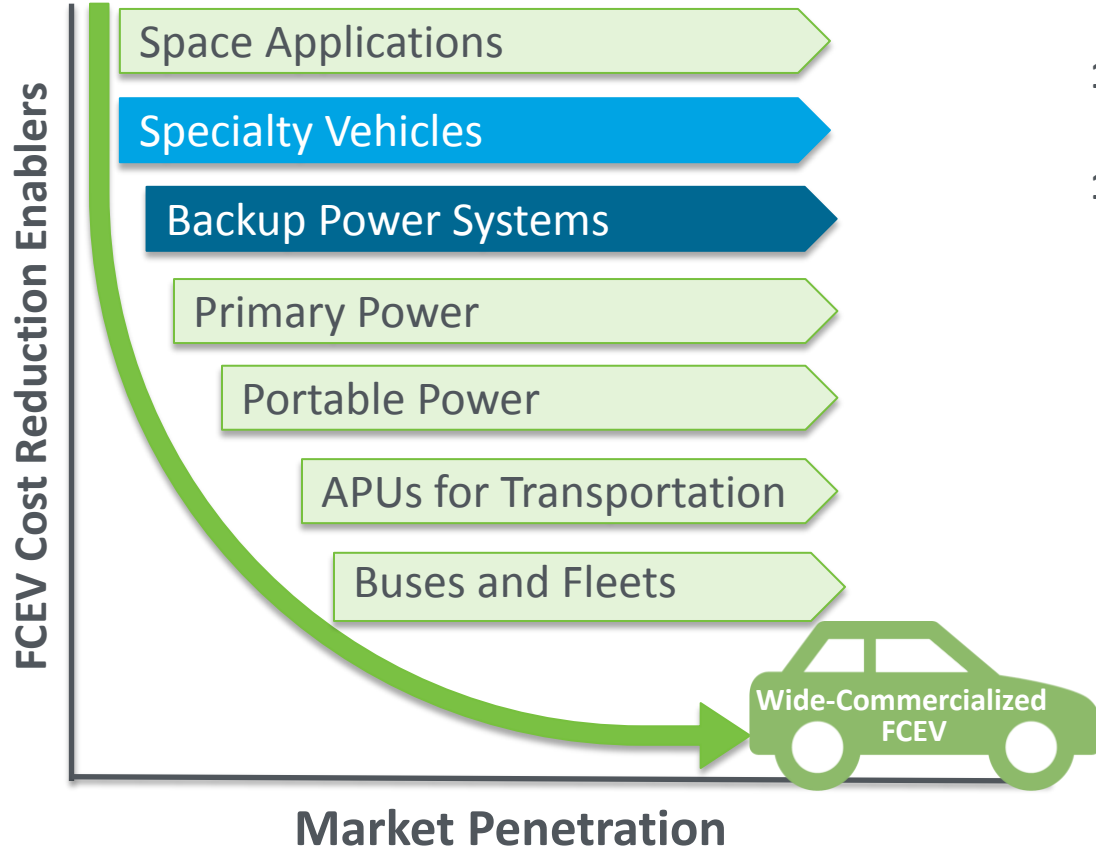 FCEV Cost Reduction Enablers
Space Applications
Specialty Vehicles
Backup Power Systems
Primary Power
Portable Power
APUs for Transportation
Buses and Fleets
Wide-Commercialized
FCEV
Market Penetration